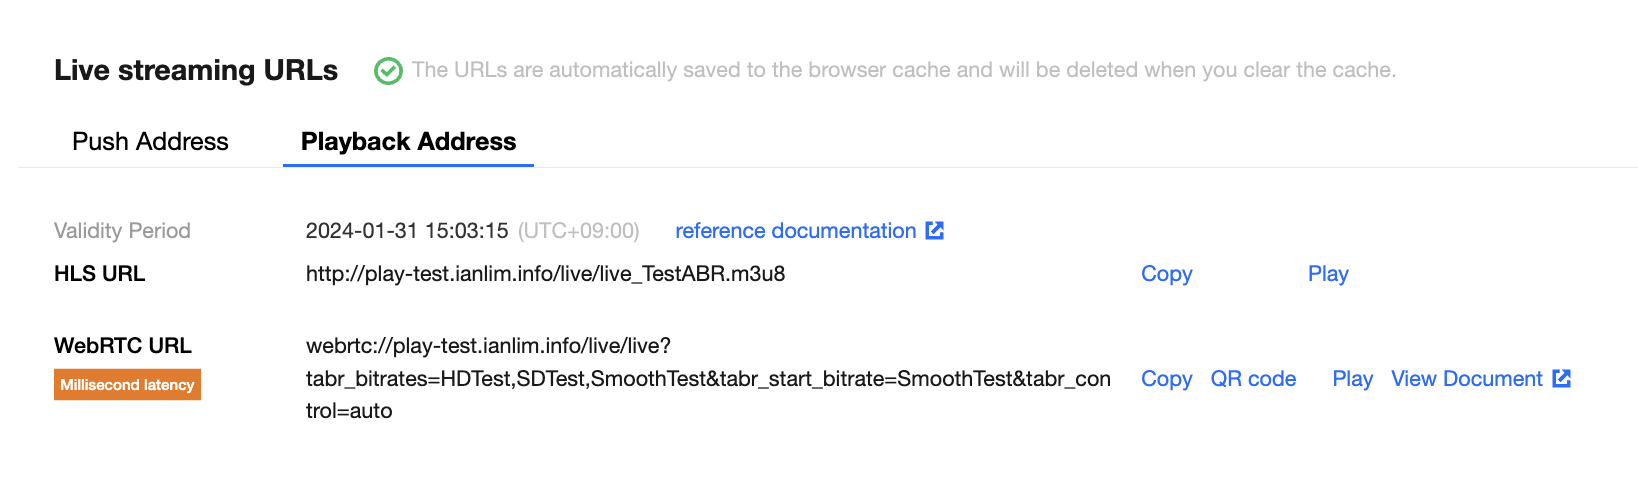 Live streaming URLs The URLs are automatically saved to the browser cache and will be deleted when you clear the cache.
Push Address Playback Address
Validity Period 2024-01-31 15:03:15 (UTC+09:00) reference documentation
HLS URL http://play-test.ianlim.info/live/live_TestABR.m3u8 Copy Play
WebRTC URL webrtc://play-test.ianlim.info/live/live?
Millisecond latency tabr_bitrates=HDTest,SDTest,SmoothTest&tabr_start_bitrate=SmoothTest&tabr_con Copy QR code Play View Document
trol=auto